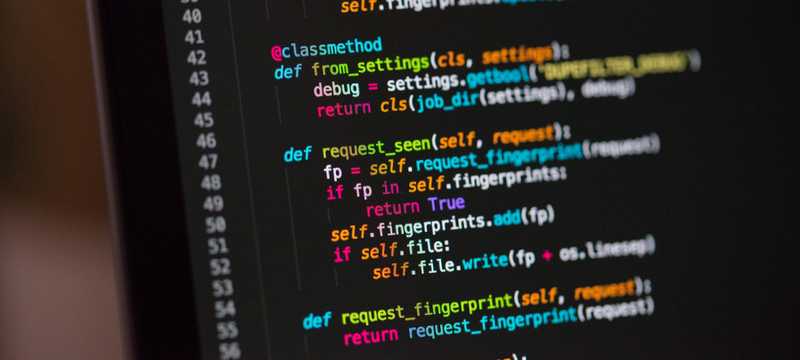 40 self.fingerprints.
41
42 @classmethod
43 def from_settings(cls, settings):
44 debug = settings.getbool("DUPEFILTER_DEBUG")
45 return cls(job_dir(settings), debug)
46
47 def request_seen(self, request):
48 fp = self.request_fingerprint(request)
49 if fp in self.fingerprints:
50 return True
51 self.fingerprints.add(fp)
52 if self.file:
53 self.file.write(fp + os.linesep)
54
55 def request_fingerprint(self, request):
56 return request_fingerprint(request)